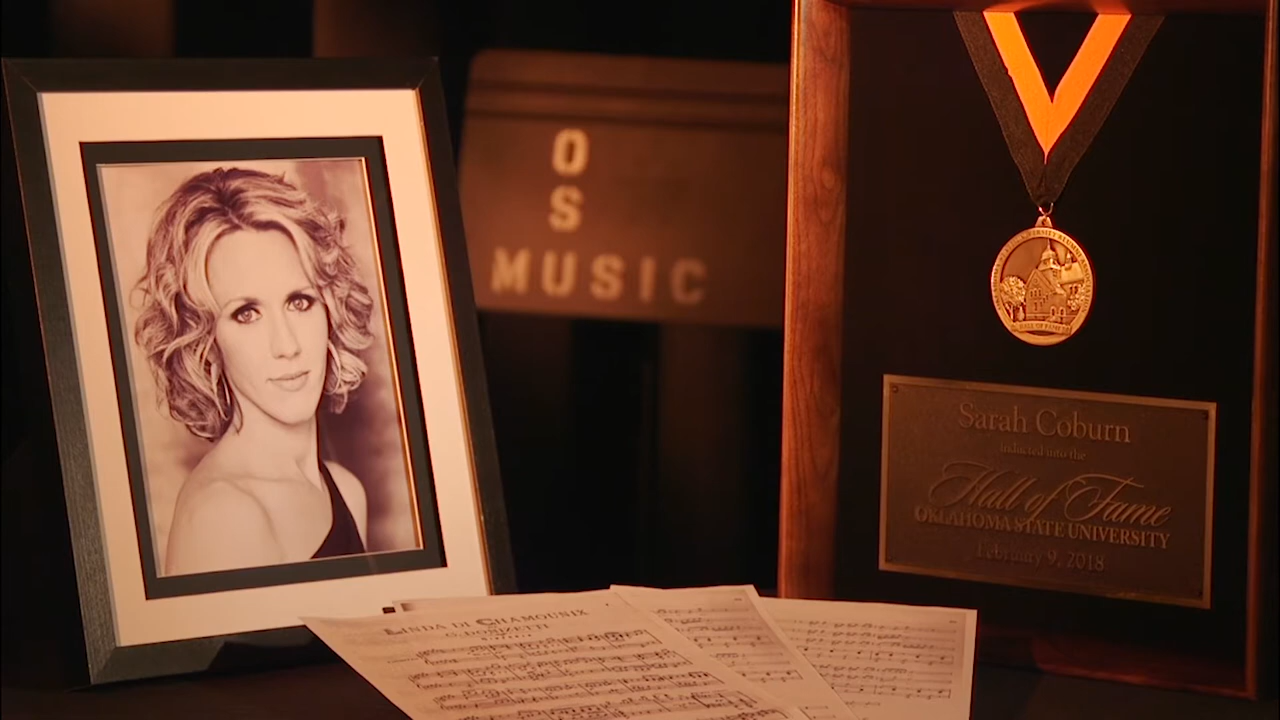 O
S
MUSIC
HALL OF FAME
Sarah Coburn
inducted into the
Hall of Fame
OKLAHOMA STATE UNIVERSITY
February 9, 2018
LINDA DI CHAMOUNIX
G. DONIZETTI